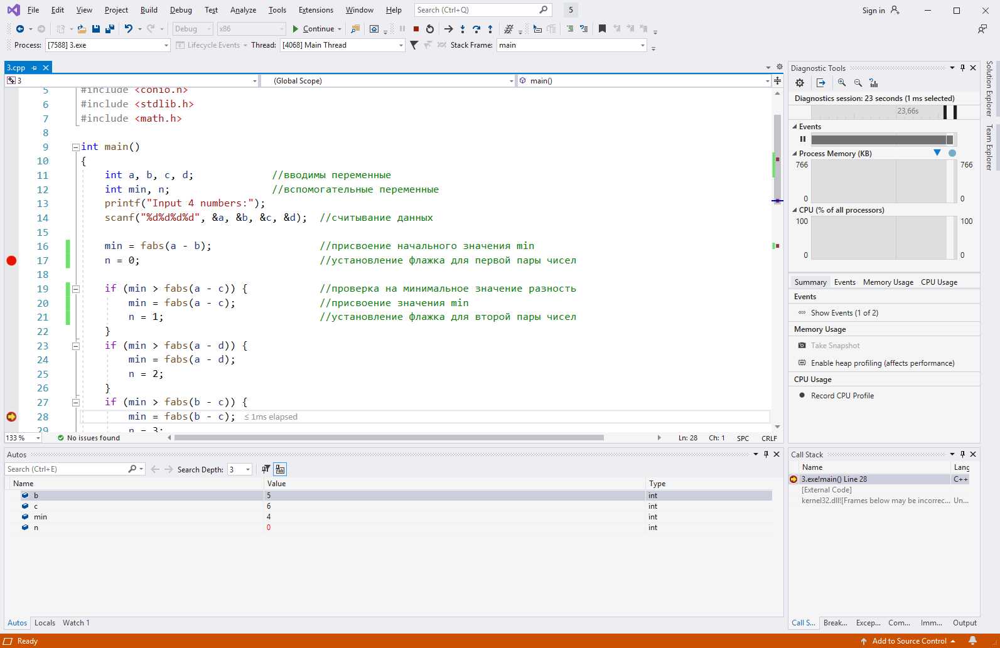 File Edit View Project Build Debug Test Analyze Tools Extensions Window Help Search (Ctrl+Q) 5 Sign in
Debug x86 Continue
Process: [7588] 3.exe Lifecycle Events Thread: [4068] Main Thread Stack Frame: main
3.cpp
3 (Global Scope) main()
5 #include <conio.h>
6 #include <stdlib.h>
7 #include <math.h>
8
9 int main()
10 {
11 int a, b, c, d; //вводимы переменные
12 int min, n; //вспомогательные переменные
13 printf("Input 4 numbers:");
14 scanf("%d%d%d%d", &a, &b, &c, &d); //считывание данных
15
16 min = fabs(a - b); //присвоение начального значения min
17 n = 0; //установление флажка для первой пары чисел
18
19 if (min > fabs(a - c)) { //проверка на минимальное значение разность
20 min = fabs(a - c); //присвоение значения min
21 n = 1; //установление флажка для второй пары чисел
22 }
23 if (min > fabs(a - d)) {
24 min = fabs(a - d);
25 n = 2;
26 }
27 if (min > fabs(b - c)) {
28 min = fabs(b - c); ≤ 1ms elapsed
29 n = 3;
133 % No issues found Ln: 28 Ch: 1 SPC CRLF
Diagnostic Tools
Diagnostics session: 23 seconds (1 ms selected)
23,66s
Events
Process Memory (KB)
766 766
0 0
CPU (% of all processors)
100 100
0 0
Summary Events Memory Usage CPU Usage
Events
Show Events (1 of 2)
Memory Usage
Take Snapshot
Enable heap profiling (affects performance)
CPU Usage
Record CPU Profile
Solution Explorer
Team Explorer
Autos
Search (Ctrl+E) Search Depth: 3
Name Value Type
b 5 int
c 6 int
min 4 int
n 0 int
Autos Locals Watch 1
Call Stack
Name Lang
3.exe!main() Line 28 C++
[External Code]
kernel32.dll![Frames below may be incorrec... Un...
Call S... Break... Excep... Com... Imm... Output
Ready Add to Source Control